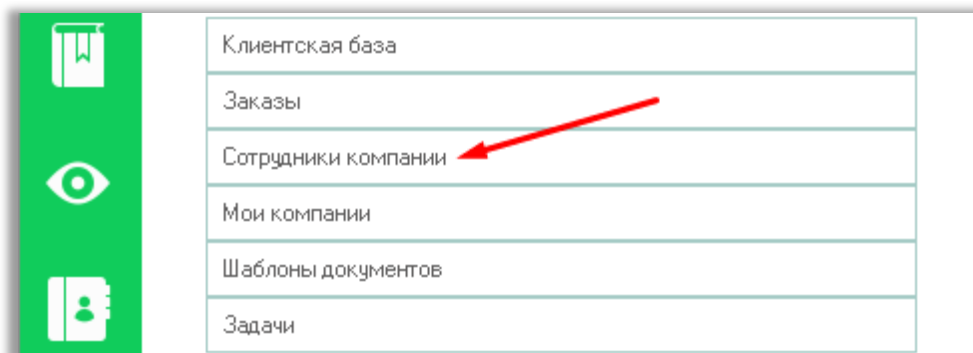 Клиентская база
Заказы
Сотрудники компании
Мои компании
Шаблоны документов
Задачи